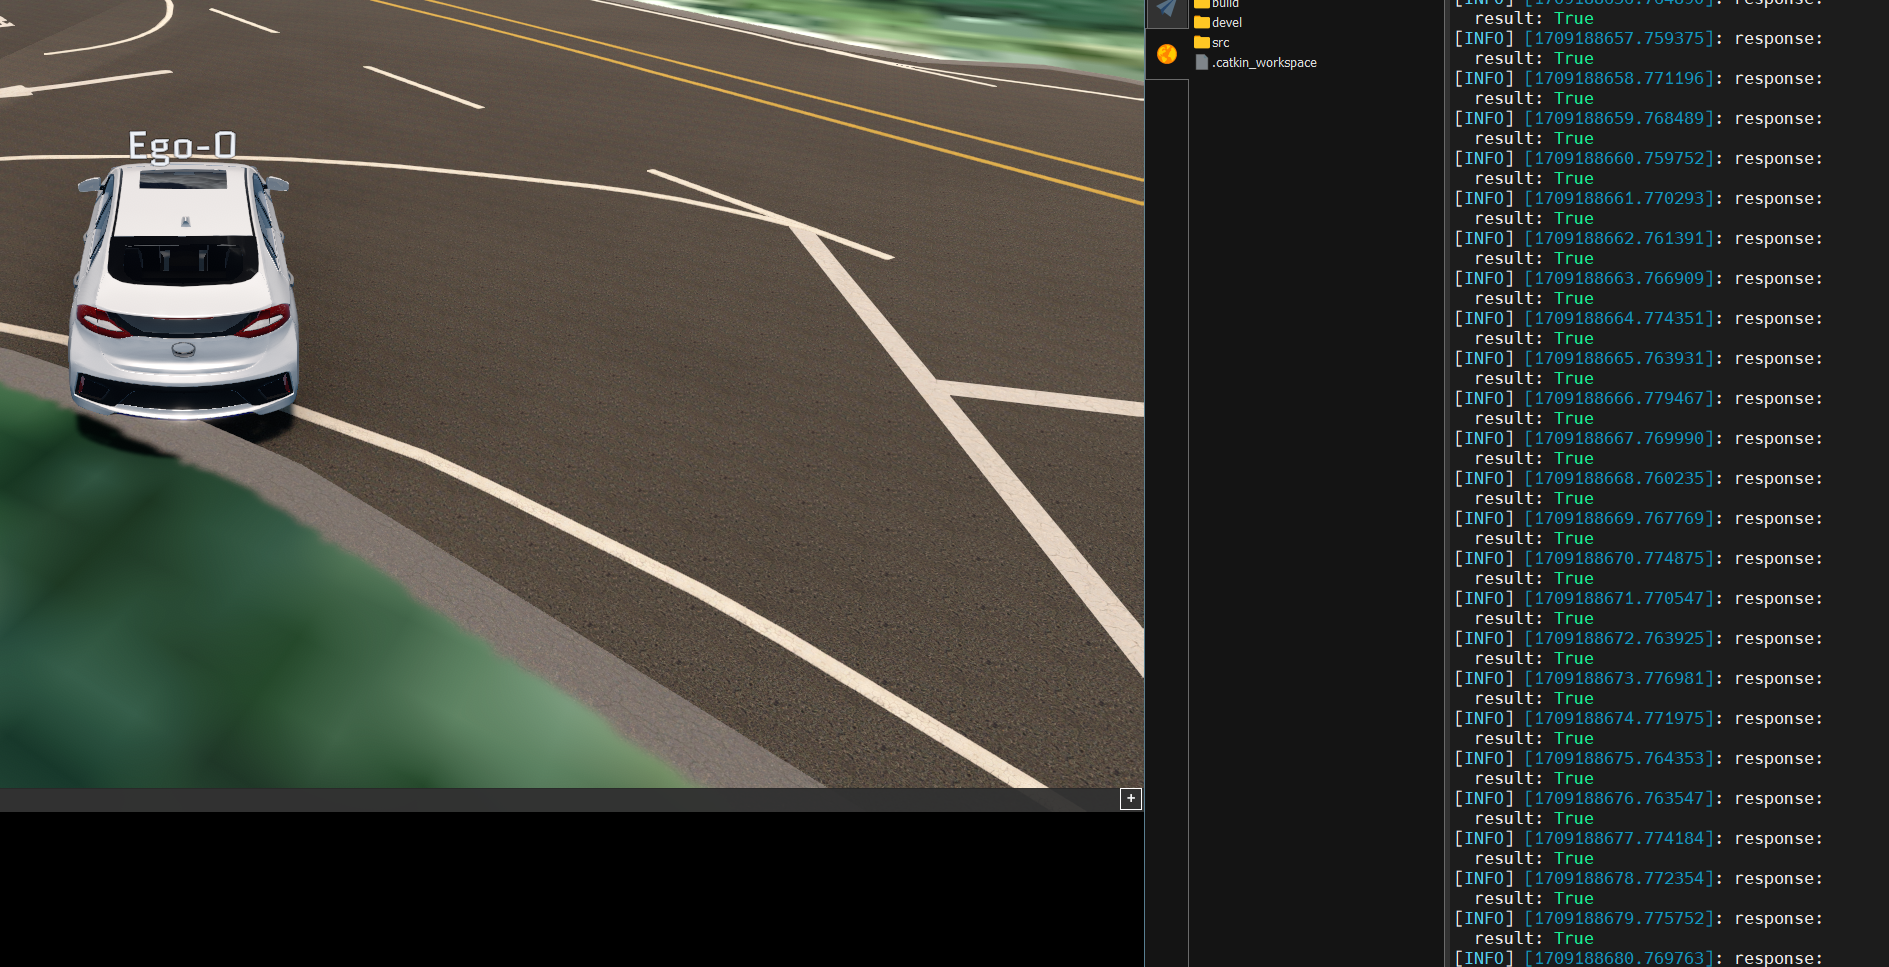 Ego-0
build
devel
src
.catkin_workspace
response:
result: True
[INFO] [1709188657.759375]: response:
result: True
[INFO] [1709188658.771196]: response:
result: True
[INFO] [1709188659.768489]: response:
result: True
[INFO] [1709188660.759752]: response:
result: True
[INFO] [1709188661.770293]: response:
result: True
[INFO] [1709188662.761391]: response:
result: True
[INFO] [1709188663.766909]: response:
result: True
[INFO] [1709188664.774351]: response:
result: True
[INFO] [1709188665.763931]: response:
result: True
[INFO] [1709188666.779467]: response:
result: True
[INFO] [1709188667.769990]: response:
result: True
[INFO] [1709188668.760235]: response:
result: True
[INFO] [1709188669.767769]: response:
result: True
[INFO] [1709188670.774875]: response:
result: True
[INFO] [1709188671.770547]: response:
result: True
[INFO] [1709188672.763925]: response:
result: True
[INFO] [1709188673.776981]: response:
result: True
[INFO] [1709188674.771975]: response:
result: True
[INFO] [1709188675.764353]: response:
result: True
[INFO] [1709188676.763547]: response:
result: True
[INFO] [1709188677.774184]: response:
result: True
[INFO] [1709188678.772354]: response:
result: True
[INFO] [1709188679.775752]: response:
result: True
[INFO] [1709188680.769763]: response: